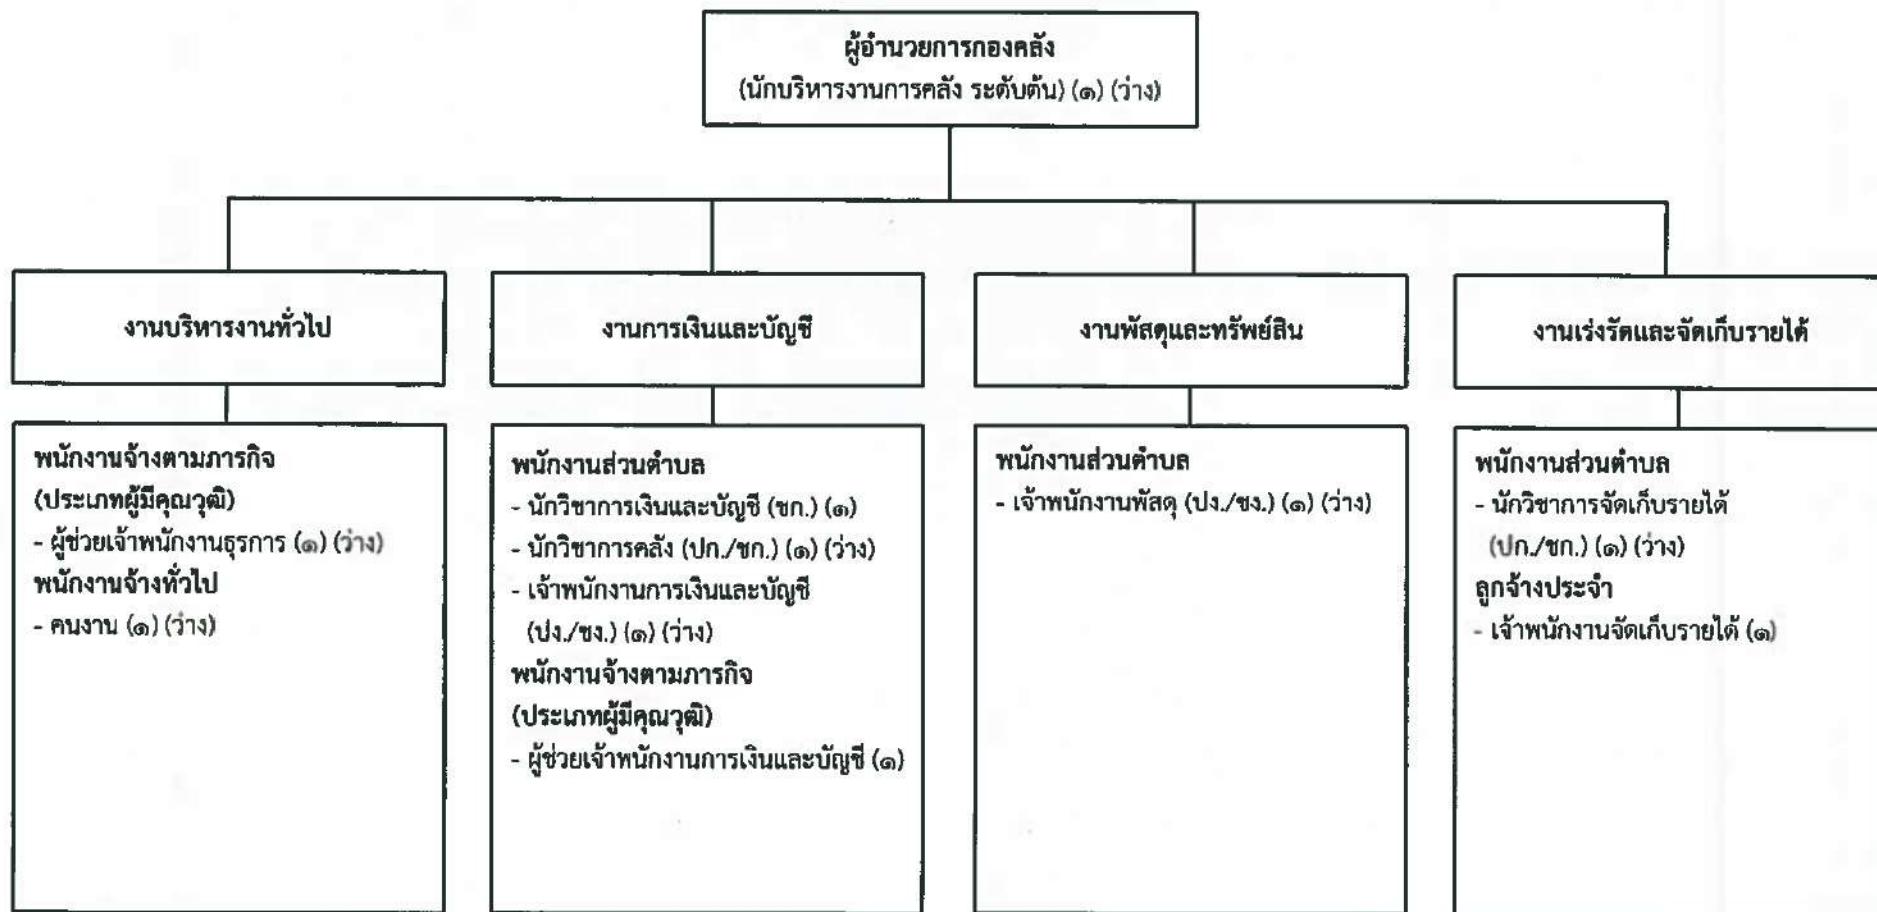 ผู้อำนวยการกองคลัง
(นักบริหารงานการคลัง ระดับต้น) (๑) (ว่าง)
งานบริหารงานทั่วไป
งานการเงินและบัญชี
งานพัสดุและทรัพย์สิน
งานเร่งรัดและจัดเก็บรายได้
พนักงานจ้างตามภารกิจ
(ประเภทผู้มีคุณวุฒิ)
- ผู้ช่วยเจ้าพนักงานธุรการ (๑) (ว่าง)
พนักงานจ้างทั่วไป
- คนงาน (๑) (ว่าง)
พนักงานส่วนตำบล
- นักวิชาการเงินและบัญชี (ชก.) (๑)
- นักวิชาการคลัง (ปก./ชก.) (๑) (ว่าง)
- เจ้าพนักงานการเงินและบัญชี
(ปง./ชง.) (๑) (ว่าง)
พนักงานจ้างตามภารกิจ
(ประเภทผู้มีคุณวุฒิ)
- ผู้ช่วยเจ้าพนักงานการเงินและบัญชี (๑)
พนักงานส่วนตำบล
- เจ้าพนักงานพัสดุ (ปง./ชง.) (๑) (ว่าง)
พนักงานส่วนตำบล
- นักวิชาการจัดเก็บรายได้
(ปก./ชก.) (๑) (ว่าง)
ลูกจ้างประจำ
- เจ้าพนักงานจัดเก็บรายได้ (๑)